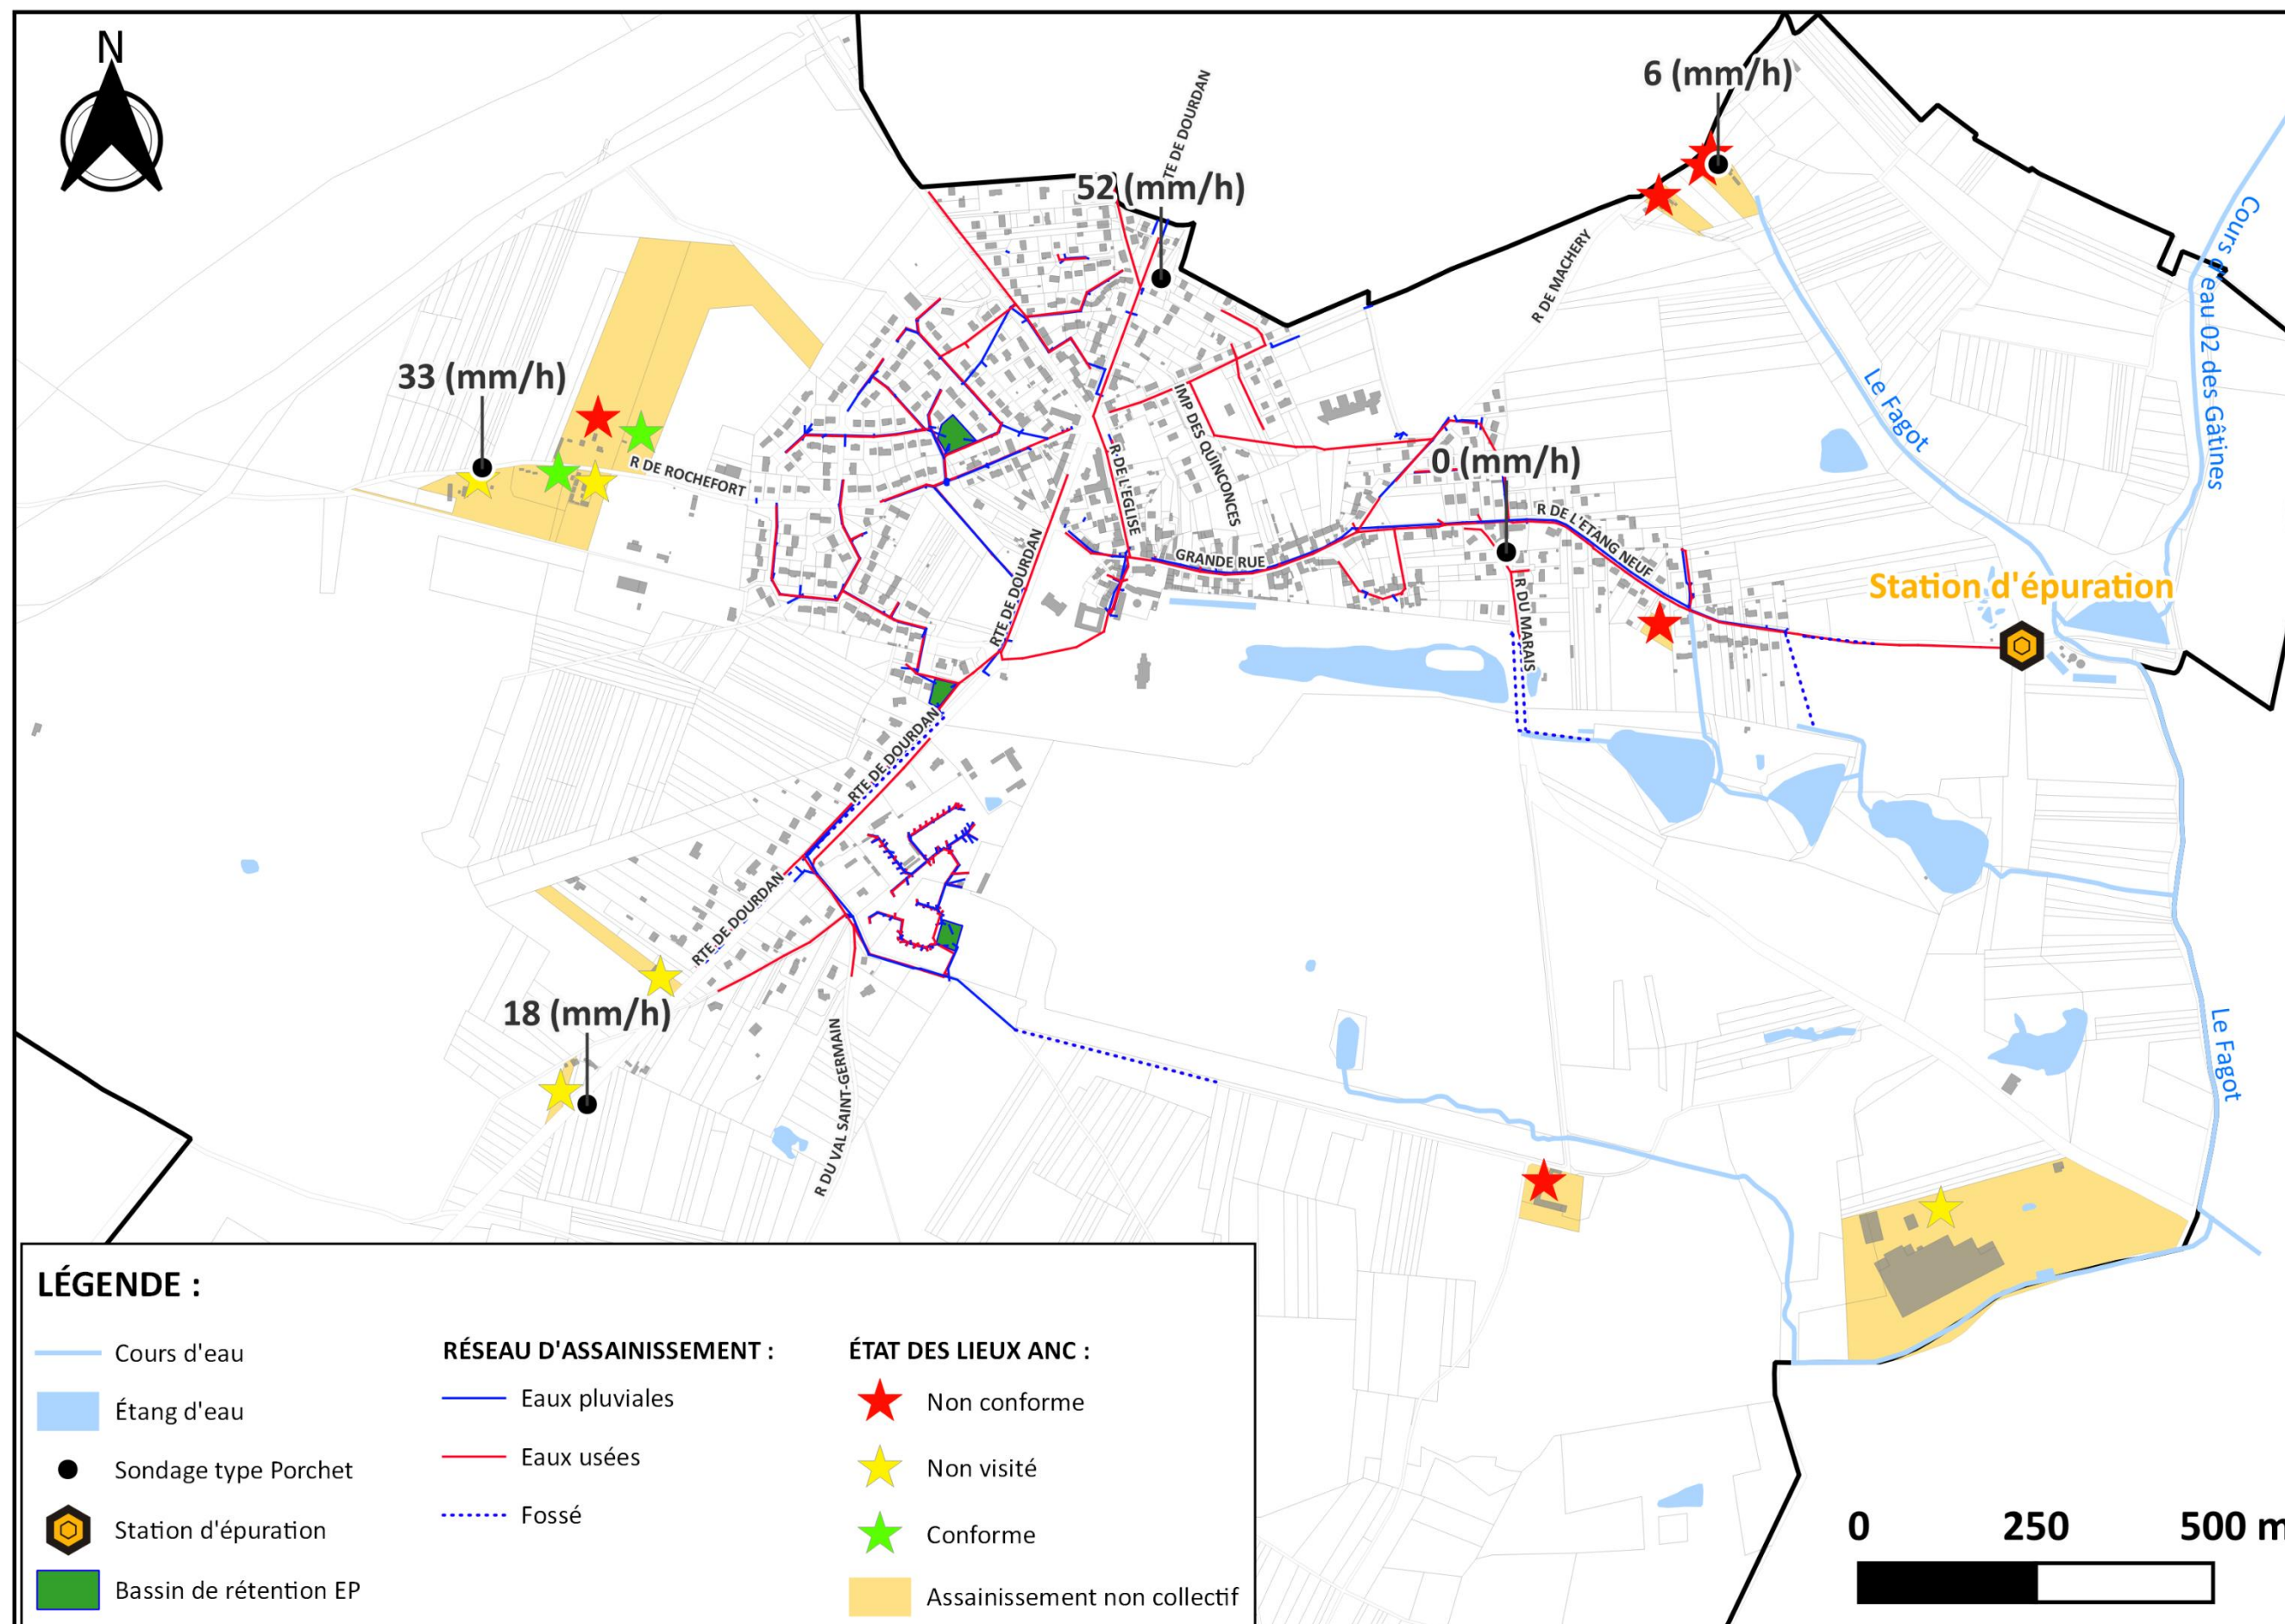 N
6 (mm/h)
TE DE DOURDAN
52 (mm/h)
Cours d'eau 02 des Gâtines
R DE MACHERY
33 (mm/h)
Le Fagot
IMP DES QUINCONCES
R DE L'EGLISE
0 (mm/h)
R DE ROCHEFORT
R DE L'ETANG NEUF
GRANDE RUE
RTE DE DOURDAN
R DU MARAIS
Station d'épuration
RTE DE DOURDAN
RTE DE DOURDAN
18 (mm/h)
R DU VAL SAINT-GERMAIN
Le Fagot
LÉGENDE :
Cours d'eau
Étang d'eau
Sondage type Porchet
Station d'épuration
Bassin de rétention EP
RÉSEAU D'ASSAINISSEMENT :
Eaux pluviales
Eaux usées
Fossé
ÉTAT DES LIEUX ANC :
Non conforme
Non visité
Conforme
Assainissement non collectif
0 250 500 m